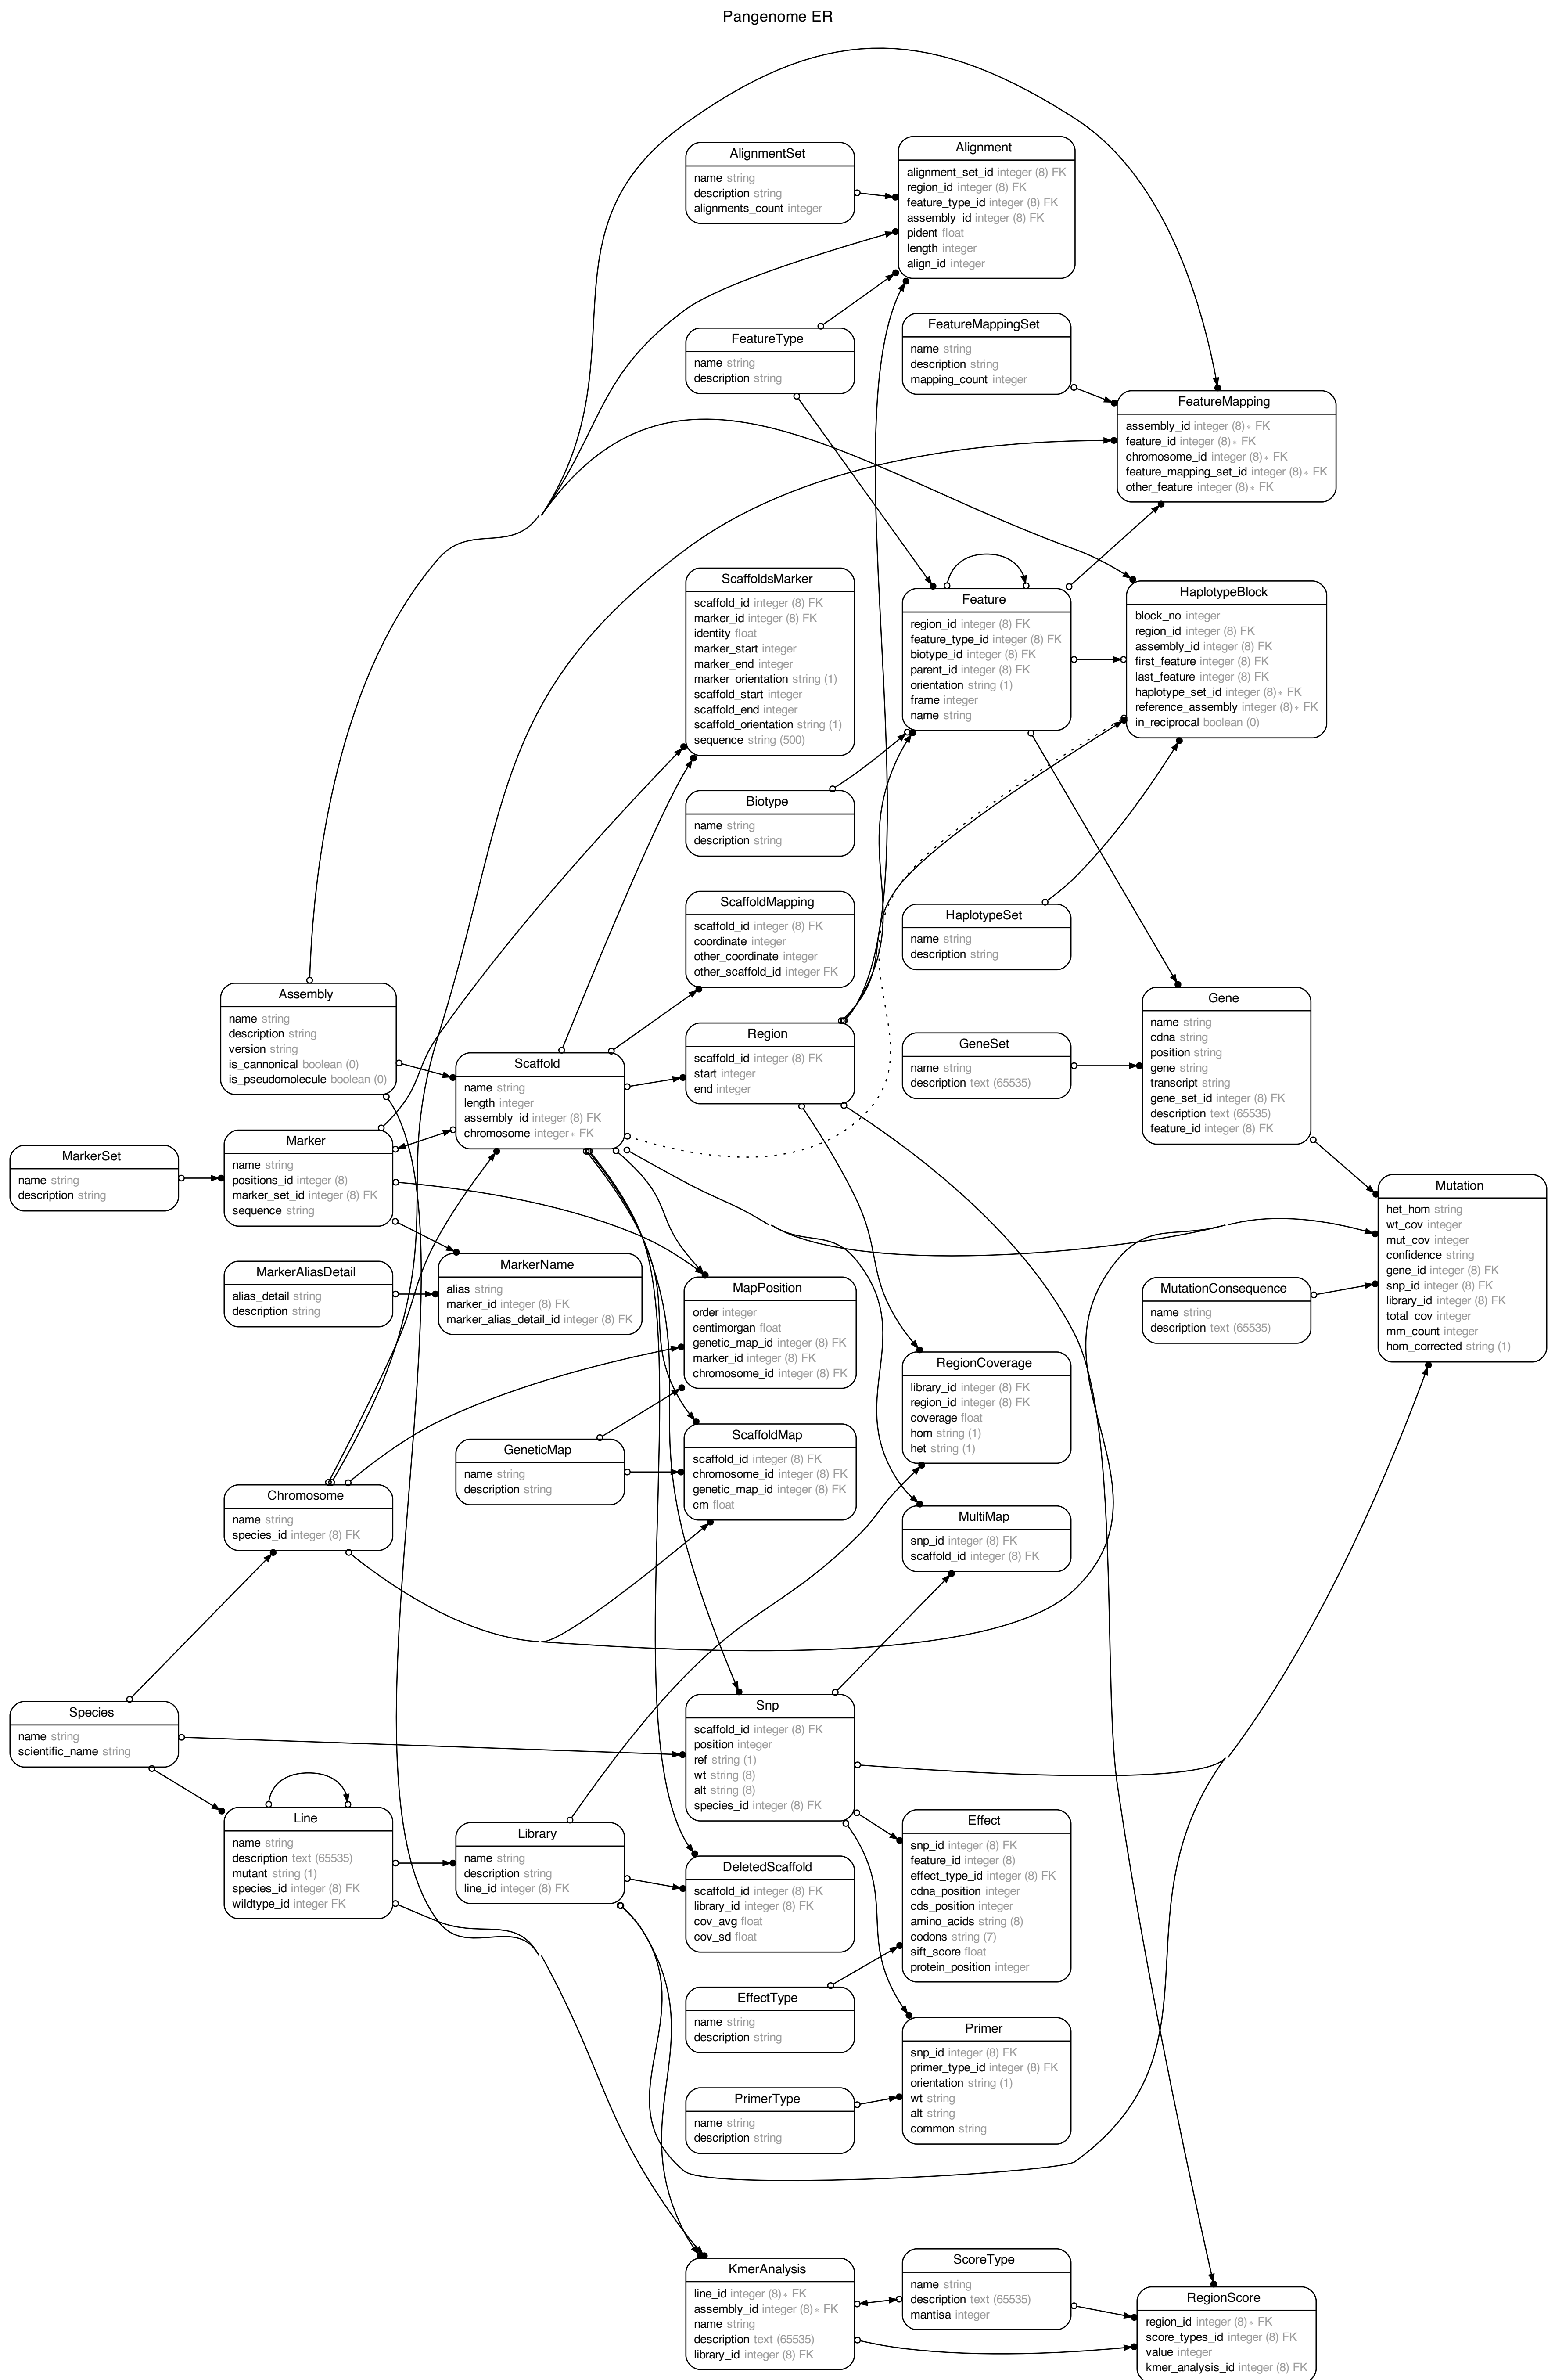 Pangenome ER
AlignmentSet
name string
description string
alignments_count integer
Alignment
alignment_set_id integer (8) FK
region_id integer (8) FK
feature_type_id integer (8) FK
assembly_id integer (8) FK
pident float
length integer
align_id integer
FeatureType
name string
description string
FeatureMappingSet
name string
description string
mapping_count integer
FeatureMapping
assembly_id integer (8) ∗ FK
feature_id integer (8) ∗ FK
chromosome_id integer (8) ∗ FK
feature_mapping_set_id integer (8) ∗ FK
other_feature integer (8) ∗ FK
ScaffoldsMarker
scaffold_id integer (8) FK
marker_id integer (8) FK
identity float
marker_start integer
marker_end integer
marker_orientation string (1)
scaffold_start integer
scaffold_end integer
scaffold_orientation string (1)
sequence string (500)
Feature
region_id integer (8) FK
feature_type_id integer (8) FK
biotype_id integer (8) FK
parent_id integer (8) FK
orientation string (1)
frame integer
name string
HaplotypeBlock
block_no integer
region_id integer (8) FK
assembly_id integer (8) FK
first_feature integer (8) FK
last_feature integer (8) FK
haplotype_set_id integer (8) ∗ FK
reference_assembly integer (8) ∗ FK
in_reciprocal boolean (0)
Biotype
name string
description string
ScaffoldMapping
scaffold_id integer (8) FK
coordinate integer
other_coordinate integer
other_scaffold_id integer FK
HaplotypeSet
name string
description string
Assembly
name string
description string
version string
is_cannonical boolean (0)
is_pseudomolecule boolean (0)
Scaffold
name string
length integer
assembly_id integer (8) FK
chromosome integer ∗ FK
Region
scaffold_id integer (8) FK
start integer
end integer
GeneSet
name string
description text (65535)
Gene
name string
cdna string
position string
gene string
transcript string
gene_set_id integer (8) FK
description text (65535)
feature_id integer (8) FK
MarkerSet
name string
description string
Marker
name string
positions_id integer (8)
marker_set_id integer (8) FK
sequence string
MarkerAliasDetail
alias_detail string
description string
MarkerName
alias string
marker_id integer (8) FK
marker_alias_detail_id integer (8) FK
MapPosition
order integer
centimorgan float
genetic_map_id integer (8) FK
marker_id integer (8) FK
chromosome_id integer (8) FK
MutationConsequence
name string
description text (65535)
Mutation
het_hom string
wt_cov integer
mut_cov integer
confidence string
gene_id integer (8) FK
snp_id integer (8) FK
library_id integer (8) FK
total_cov integer
mm_count integer
hom_corrected string (1)
RegionCoverage
library_id integer (8) FK
region_id integer (8) FK
coverage float
hom string (1)
het string (1)
GeneticMap
name string
description string
ScaffoldMap
scaffold_id integer (8) FK
chromosome_id integer (8) FK
genetic_map_id integer (8) FK
cm float
Chromosome
name string
species_id integer (8) FK
MultiMap
snp_id integer (8) FK
scaffold_id integer (8) FK
Species
name string
scientific_name string
Snp
scaffold_id integer (8) FK
position integer
ref string (1)
wt string (8)
alt string (8)
species_id integer (8) FK
Line
name string
description text (65535)
mutant string (1)
species_id integer (8) FK
wildtype_id integer FK
Library
name string
description string
line_id integer (8) FK
DeletedScaffold
scaffold_id integer (8) FK
library_id integer (8) FK
cov_avg float
cov_sd float
Effect
snp_id integer (8) FK
feature_id integer (8)
effect_type_id integer (8) FK
cdna_position integer
cds_position integer
amino_acids string (8)
codons string (7)
sift_score float
protein_position integer
EffectType
name string
description string
Primer
snp_id integer (8) FK
primer_type_id integer (8) FK
orientation string (1)
wt string
alt string
common string
PrimerType
name string
description string
KmerAnalysis
line_id integer (8) ∗ FK
assembly_id integer (8) ∗ FK
name string
description text (65535)
library_id integer (8) FK
ScoreType
name string
description text (65535)
mantisa integer
RegionScore
region_id integer (8) ∗ FK
score_types_id integer (8) FK
value integer
kmer_analysis_id integer (8) FK